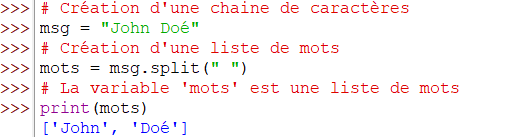 >>> # Création d'une chaine de caractères
>>> msg = "John Doé"
>>> # Création d'une liste de mots
>>> mots = msg.split(" ")
>>> # La variable 'mots' est une liste de mots
>>> print(mots)
['John', 'Doé']